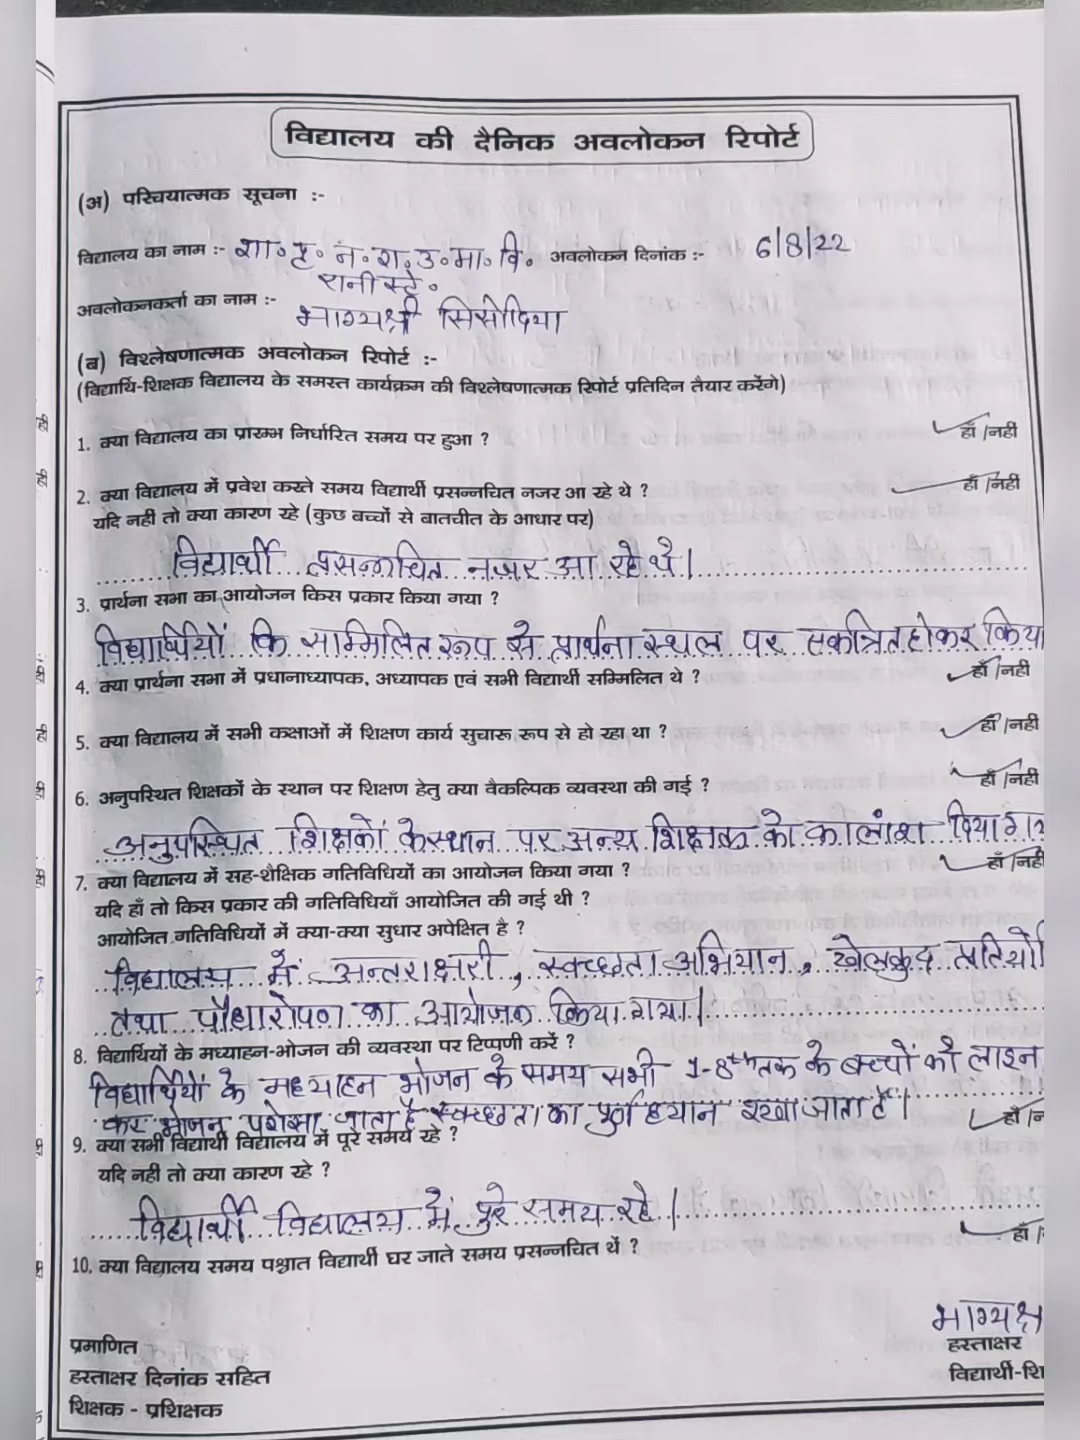 विद्यालय की दैनिक अवलोकन रिपोर्ट
(अ) परिचयात्मक सूचना :-
विद्यालय का नाम :- शा॰ प्र॰ न॰ रा॰ उ॰ मा॰ वि॰ अवलोकन दिनांक :- 6/8/22
रानी स्टे॰
अवलोकनकर्ता का नाम :- भाग्यश्री सिसोदिया
(ब) विश्लेषणात्मक अवलोकन रिपोर्ट :-
(विद्यार्थि-शिक्षक विद्यालय के समस्त कार्यक्रम की विश्लेषणात्मक रिपोर्ट प्रतिदिन तैयार करेंगे)
1. क्या विद्यालय का प्रारम्भ निर्धारित समय पर हुआ ? हाँ/नहीं
2. क्या विद्यालय में प्रवेश करते समय विद्यार्थी प्रसन्नचित नजर आ रहे थे ? हाँ/नहीं
यदि नही तो क्या कारण रहे (कुछ बच्चों से बातचीत के आधार पर)
विद्यार्थी प्रसन्नचित नजर आ रहे थे।
3. प्रार्थना सभा का आयोजन किस प्रकार किया गया ?
विद्यार्थियों कि सम्मिलित रूप से प्रार्थना स्थल पर एकत्रित होकर किया
4. क्या प्रार्थना सभा में प्रधानाध्यापक, अध्यापक एवं सभी विद्यार्थी सम्मिलित थे ? हाँ/नहीं
5. क्या विद्यालय में सभी कक्षाओं में शिक्षण कार्य सुचारू रूप से हो रहा था ? हाँ/नहीं
6. अनुपस्थित शिक्षकों के स्थान पर शिक्षण हेतु क्या वैकल्पिक व्यवस्था की गई ? हाँ/नहीं
अनुपस्थित शिक्षकों के स्थान पर अन्य शिक्षक को कालांश दिया
7. क्या विद्यालय में सह-शैक्षिक गतिविधियों का आयोजन किया गया ? हाँ/नहीं
यदि हाँ तो किस प्रकार की गतिविधियाँ आयोजित की गई थी ?
आयोजित गतिविधियों में क्या-क्या सुधार अपेक्षित है ?
विद्यालय में अन्तराक्षरी, स्वच्छता अभियान, खेलकुद प्रतियो
तथा पौधारोपण का आयोजन किया गया।
8. विद्यार्थियों के मध्याहन-भोजन की व्यवस्था पर टिप्पणी करें ?
विद्यार्थियों के मध्याहन भोजन के समय सभी 1-8th तक के बच्चों को लाइन
कर भोजन परोसा जाता है स्वच्छता का पुर्ण ध्यान रखा जाता है।
9. क्या सभी विद्यार्थी विद्यालय में पूरे समय रहे ? हाँ/न
यदि नही तो क्या कारण रहे ?
विद्यार्थी विद्यालय में पुरे समय रहे।
10. क्या विद्यालय समय पश्चात विद्यार्थी घर जाते समय प्रसन्नचित थें ? हाँ/
भाग्यश्र
प्रमाणित हस्ताक्षर
हस्ताक्षर दिनांक सहित विद्यार्थी-शि
शिक्षक - प्रशिक्षक